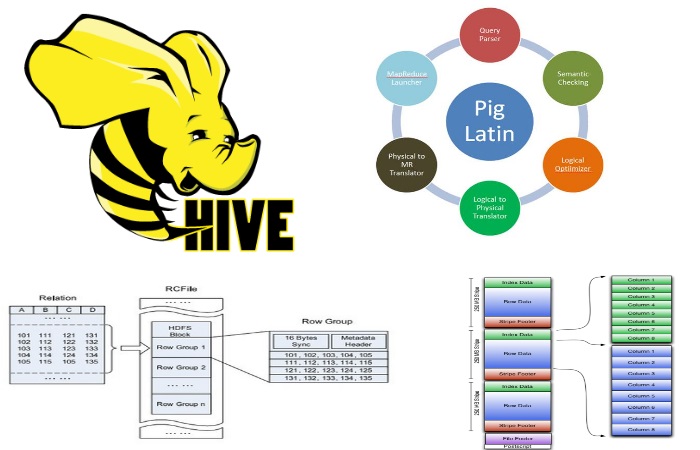 HIVE
Query
Parser
Semantic
Checking
Logical
Optiimizer
Logical to
Physical
Translator
Physical to
MR
Translator
MapReduce
Launcher
Pig
Latin
Relation
A B C D
... ...
101 111 121 131
102 112 122 132
103 113 123 133
104 114 124 134
105 115 105 135
... ...
RCFile
... ...
HDFS
Block
Row Group 1
Row Group 2
... ...
Row Group n
... ...
Row Group
16 Bytes
Sync
Metadata
Header
101, 102, 103, 104, 105
111, 112, 113, 114, 115
121, 122, 123, 124, 125
131, 132, 133, 134, 135
250 MB Stripe
Index Data
Row Data
Stripe Footer
250 MB Stripe
Index Data
Row Data
Stripe Footer
250 MB Stripe
Index Data
Row Data
Stripe Footer
File Footer
Postscript
Column 1
Column 2
Column 3
Column 4
Column 5
Column 6
Column 7
Column 8
Column 1
Column 2
Column 3
Column 4
Column 5
Column 6
Column 7
Column 8